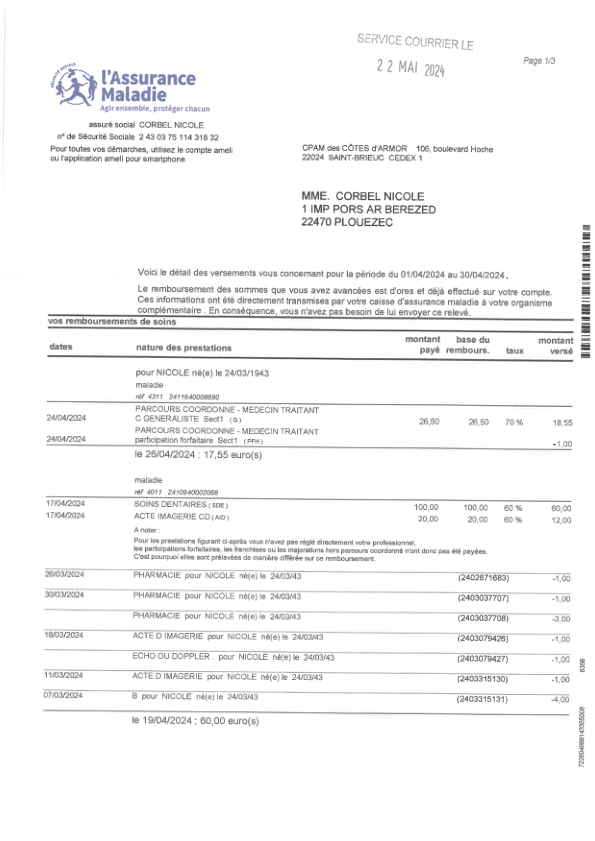 SERVICE COURRIER LE
22 MAI 2024
Page 1/3
SÉCURITÉ SOCIALE
l'Assurance
Maladie
Agir ensemble, protéger chacun
assuré social CORBEL NICOLE
n° de Sécurité Sociale 2 43 03 75 114 318 32
Pour toutes vos démarches, utilisez le compte ameli
ou l'application ameli pour smartphone
CPAM des CÔTES d'ARMOR 106, boulevard Hoche
22024 SAINT-BRIEUC CEDEX 1
MME. CORBEL NICOLE
1 IMP PORS AR BEREZED
22470 PLOUEZEC
Voici le détail des versements vous concernant pour la période du 01/04/2024 au 30/04/2024.
Le remboursement des sommes que vous avez avancées est d'ores et déjà effectué sur votre compte.
Ces informations ont été directement transmises par votre caisse d'assurance maladie à votre organisme
complémentaire . En conséquence, vous n'avez pas besoin de lui envoyer ce relevé.
vos remboursements de soins
dates nature des prestations montant payé base du rembours. taux montant versé
pour NICOLE né(e) le 24/03/1943
maladie
réf 4311 2411640006690
24/04/2024 PARCOURS COORDONNE - MEDECIN TRAITANT
C GENERALISTE Sect1 (G) 26,50 26,50 70 % 18,55
24/04/2024 PARCOURS COORDONNE - MEDECIN TRAITANT
participation forfaitaire Sect1 (PFH) -1,00
le 26/04/2024 : 17,55 euro(s)
maladie
réf 4011 2410940002068
17/04/2024 SOINS DENTAIRES (SDE) 100,00 100,00 60 % 60,00
17/04/2024 ACTE IMAGERIE CD (AID) 20,00 20,00 60 % 12,00
A noter :
Pour les prestations figurant ci-après vous n'avez pas réglé directement votre professionnel,
les participations forfaitaires, les franchises ou les majorations hors parcours coordonné n'ont donc pas été payées.
C'est pourquoi elles sont prélevées de manière différée sur ce remboursement.
26/03/2024 PHARMACIE pour NICOLE né(e) le 24/03/43 (2402871683) -1,00
30/03/2024 PHARMACIE pour NICOLE né(e) le 24/03/43 (2403037707) -1,00
PHARMACIE pour NICOLE né(e) le 24/03/43 (2403037708) -3,00
18/03/2024 ACTE D IMAGERIE pour NICOLE né(e) le 24/03/43 (2403079426) -1,00
ECHO OU DOPPLER pour NICOLE né(e) le 24/03/43 (2403079427) -1,00
11/03/2024 ACTE D IMAGERIE pour NICOLE né(e) le 24/03/43 (2403315130) -1,00
07/03/2024 B pour NICOLE né(e) le 24/03/43 (2403315131) -4,00
le 19/04/2024 : 60,00 euro(s)
8356